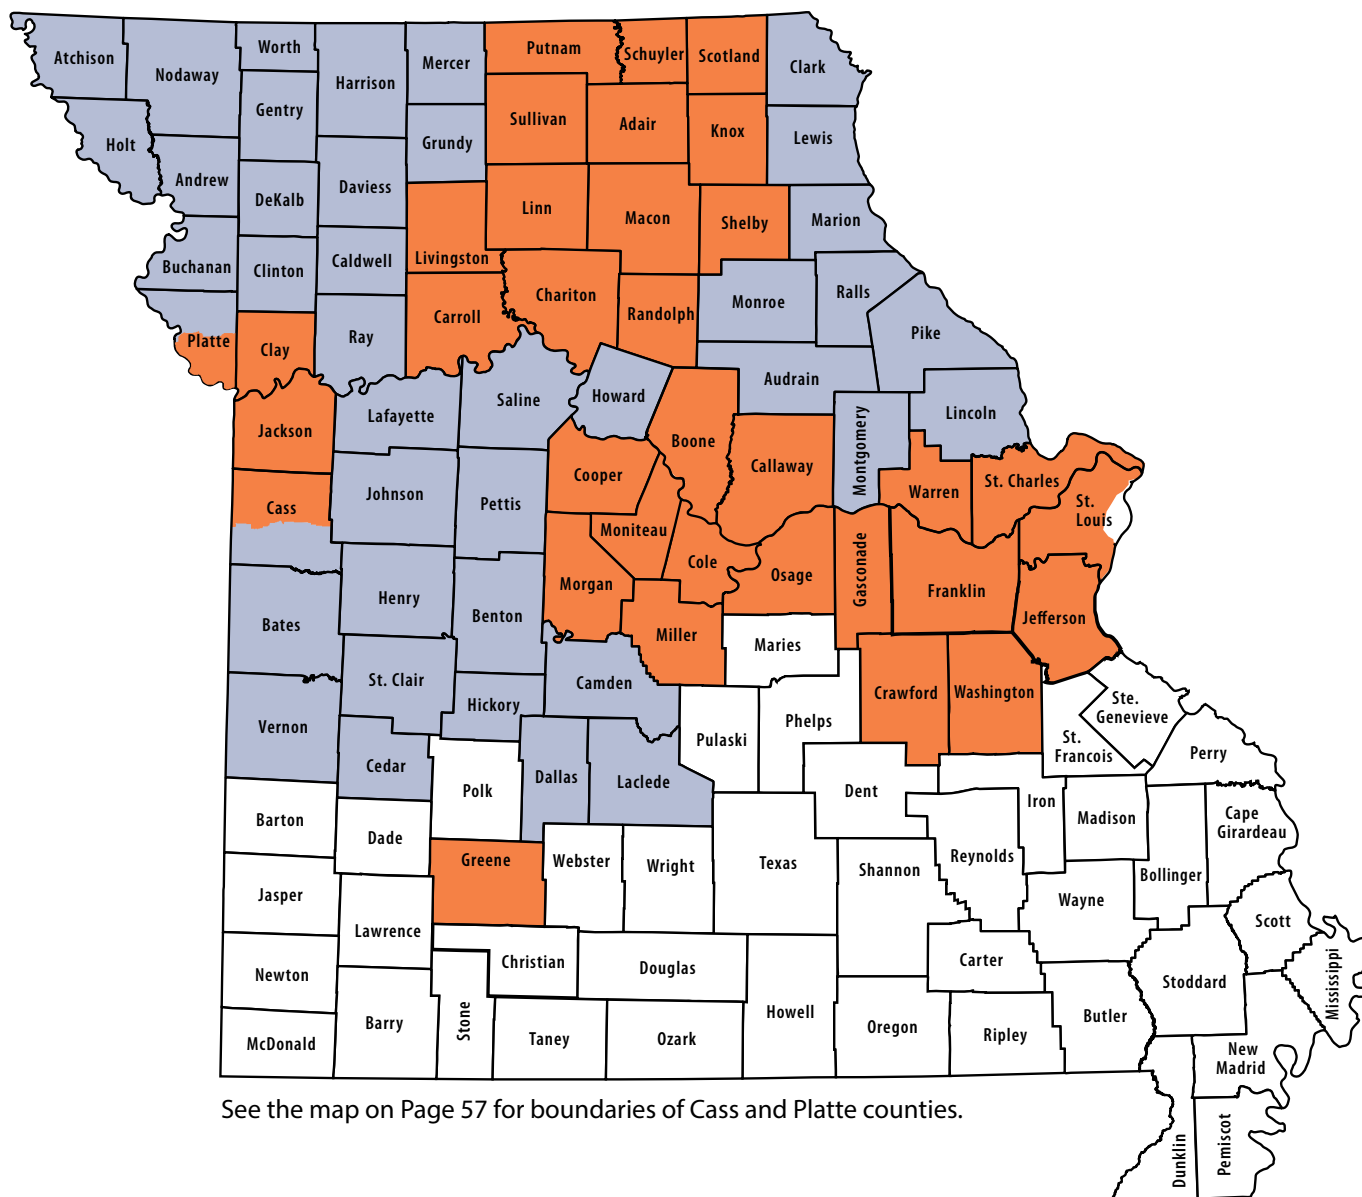 Atchison
Nodaway
Worth
Harrison
Mercer
Putnam
Schuyler
Scotland
Clark
Gentry
Holt
Grundy
Sullivan
Adair
Knox
Lewis
Andrew
DeKalb
Daviess
Linn
Macon
Shelby
Marion
Buchanan
Clinton
Caldwell
Livingston
Chariton
Randolph
Monroe
Ralls
Platte
Clay
Ray
Carroll
Pike
Jackson
Lafayette
Saline
Howard
Audrain
Boone
Callaway
Montgomery
Lincoln
Cass
Johnson
Pettis
Cooper
Moniteau
Warren
St. Charles
St.
Louis
Bates
Henry
Benton
Morgan
Cole
Osage
Gasconade
Franklin
Jefferson
Miller
Maries
Vernon
St. Clair
Hickory
Camden
Crawford
Washington
Ste.
Genevieve
St.
Francois
Perry
Cedar
Polk
Dallas
Laclede
Pulaski
Phelps
Dent
Iron
Madison
Cape
Girardeau
Barton
Dade
Greene
Webster
Wright
Texas
Shannon
Reynolds
Bollinger
Jasper
Lawrence
Wayne
Scott
Mississippi
Newton
Christian
Douglas
Carter
Stoddard
McDonald
Barry
Stone
Taney
Ozark
Howell
Oregon
Ripley
Butler
New
Madrid
Dunklin
Pemiscot
See the map on Page 57 for boundaries of Cass and Platte counties.